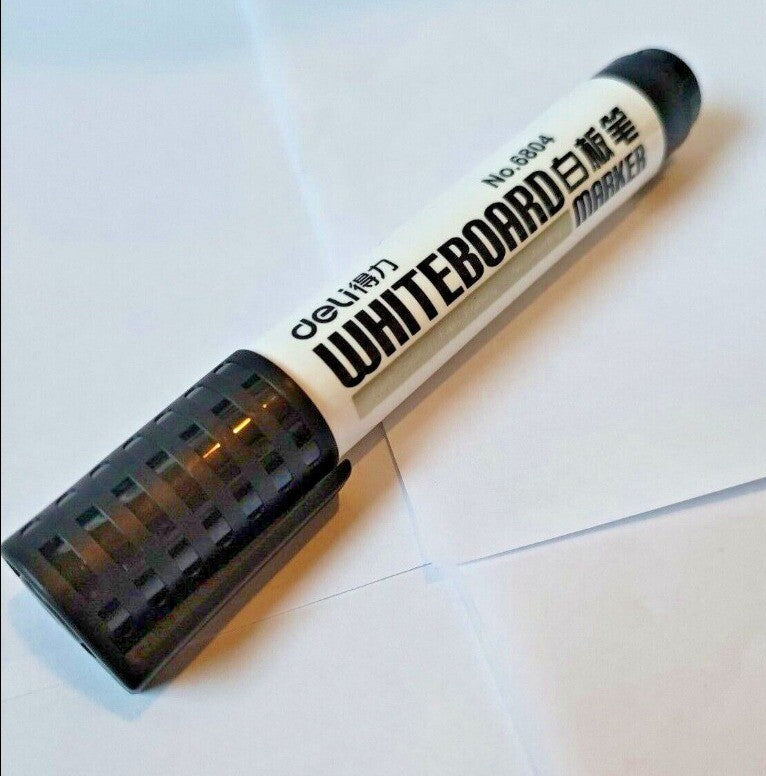 No.6804
deli得力
WHITEBOARD白板笔
MARKER